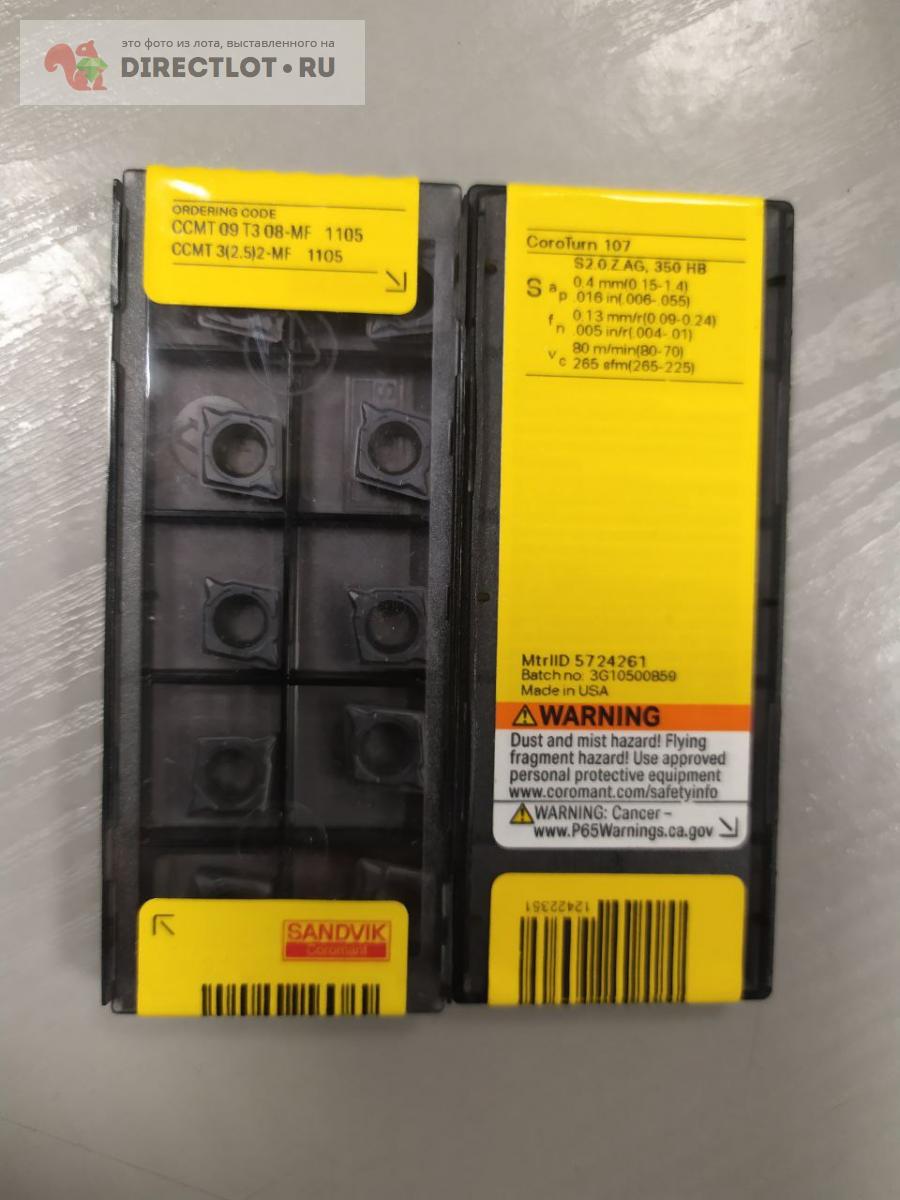 это фото из лота, выставленного на
DIRECTLOT•RU
ORDERING CODE
CCMT 09 T3 08-MF 1105
CCMT 3(2.5)2-MF 1105
SANDVIK
Coromant
CoroTurn 107
S2.0.Z.AG, 350 HB
S ap 0.4 mm(0.15-1.4)
.016 in(.006-.055)
fn 0.13 mm/r(0.09-0.24)
.005 in/r(.004-.01)
vc 80 m/min(80-70)
265 sfm(265-225)
MtrlID 5724261
Batch no: 3G10500859
Made in USA
WARNING
Dust and mist hazard! Flying
fragment hazard! Use approved
personal protective equipment
www.coromant.com/safetyinfo
WARNING: Cancer –
www.P65Warnings.ca.gov
12422351